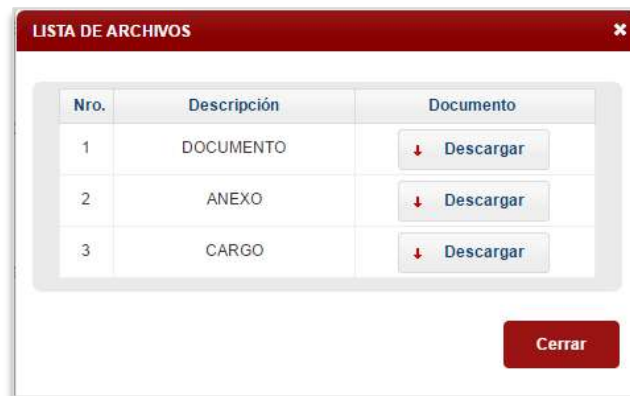 LISTA DE ARCHIVOS
Nro. Descripción Documento
1 DOCUMENTO Descargar
2 ANEXO Descargar
3 CARGO Descargar
Cerrar